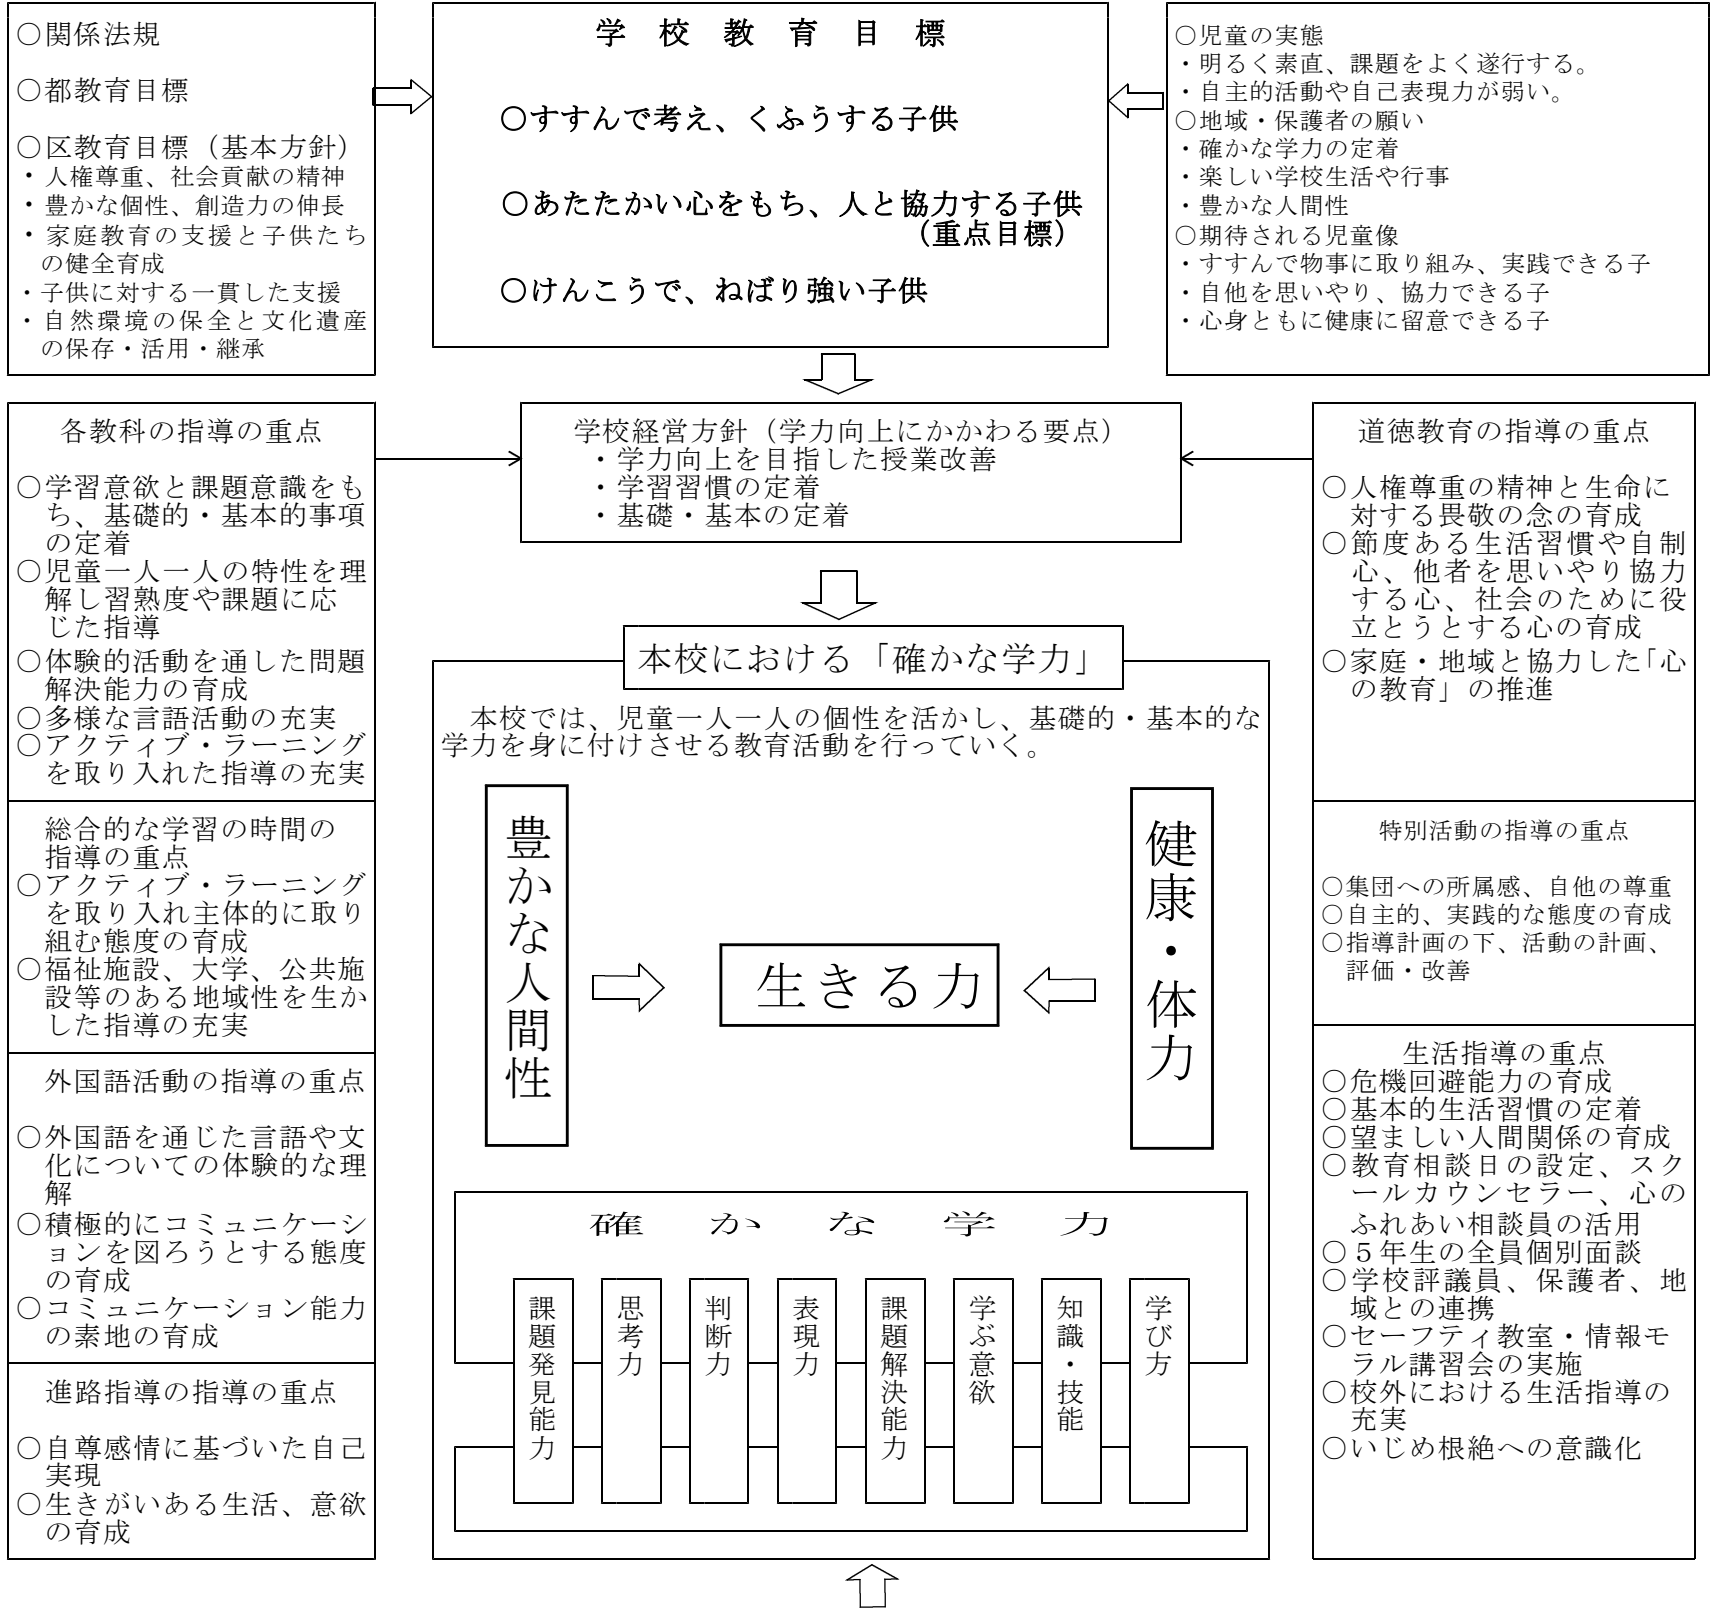 ○関係法規
○都教育目標
○区教育目標（基本方針）
・人権尊重、社会貢献の精神
・豊かな個性、創造力の伸長
・家庭教育の支援と子供たち
の健全育成
・子供に対する一貫した支援
・自然環境の保全と文化遺産
の保存・活用・継承
学校教育目標
○すすんで考え、くふうする子供
○あたたかい心をもち、人と協力する子供
（重点目標）
○けんこうで、ねばり強い子供
○児童の実態
・明るく素直、課題をよく遂行する。
・自主的活動や自己表現力が弱い。
○地域・保護者の願い
・確かな学力の定着
・楽しい学校生活や行事
・豊かな人間性
○期待される児童像
・すすんで物事に取り組み、実践できる子
・自他を思いやり、協力できる子
・心身ともに健康に留意できる子
各教科の指導の重点
○学習意欲と課題意識をも
ち、基礎的・基本的事項
の定着
○児童一人一人の特性を理
解し習熟度や課題に応
じた指導
○体験的活動を通した問題
解決能力の育成
○多様な言語活動の充実
○アクティブ・ラーニング
を取り入れた指導の充実
総合的な学習の時間の
指導の重点
○アクティブ・ラーニング
を取り入れ主体的に取り
組む態度の育成
○福祉施設、大学、公共施
設等のある地域性を生か
した指導の充実
外国語活動の指導の重点
○外国語を通じた言語や文
化についての体験的な理
解
○積極的にコミュニケーシ
ョンを図ろうとする態度
の育成
○コミュニケーション能力
の素地の育成
進路指導の指導の重点
○自尊感情に基づいた自己
実現
○生きがいある生活、意欲
の育成
学校経営方針（学力向上にかかわる要点）
・学力向上を目指した授業改善
・学習習慣の定着
・基礎・基本の定着
本校における「確かな学力」
本校では、児童一人一人の個性を活かし、基礎的・基本的な
学力を身に付けさせる教育活動を行っていく。
豊かな人間性
生きる力
健康・体力
確かな学力
課題発見能力
思考力
判断力
表現力
課題解決能力
学ぶ意欲
知識・技能
学び方
道徳教育の指導の重点
○人権尊重の精神と生命に
対する畏敬の念の育成
○節度ある生活習慣や自制
心、他者を思いやり協力
する心、社会のために役
立とうとする心の育成
○家庭・地域と協力した「心
の教育」の推進
特別活動の指導の重点
○集団への所属感、自他の尊重
○自主的、実践的な態度の育成
○指導計画の下、活動の計画、
評価・改善
生活指導の重点
○危機回避能力の育成
○基本的生活習慣の定着
○望ましい人間関係の育成
○教育相談日の設定、スク
ールカウンセラー、心の
ふれあい相談員の活用
○５年生の全員個別面談
○学校評議員、保護者、地
域との連携
○セーフティ教室・情報モ
ラル講習会の実施
○校外における生活指導の
充実
○いじめ根絶への意識化